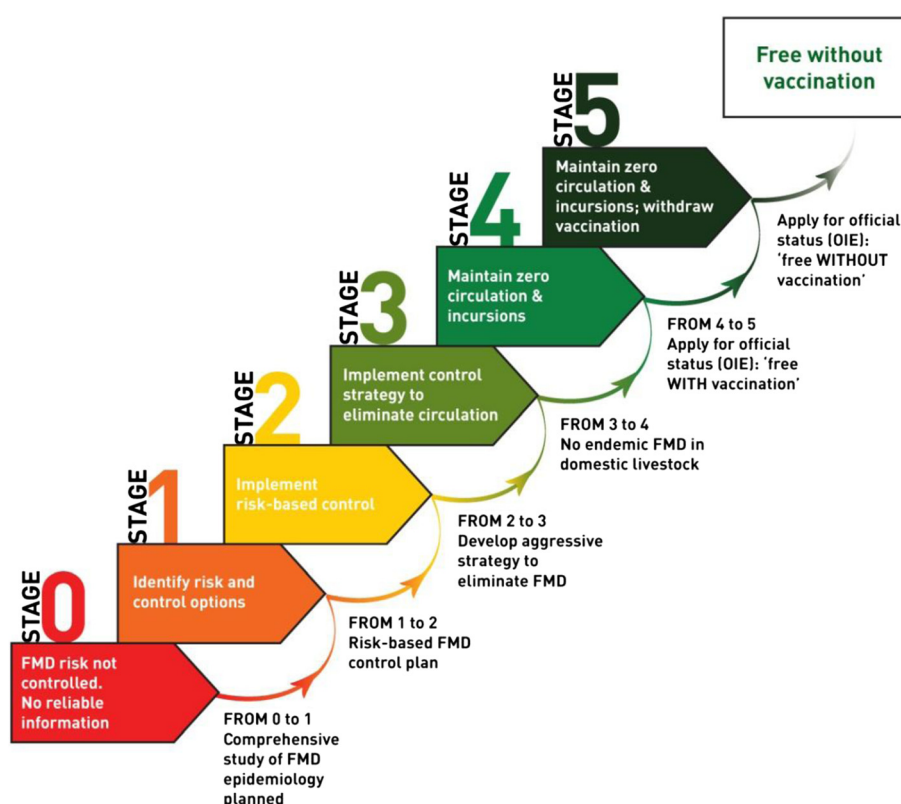 Free without
vaccination
STAGE 5
Maintain zero
circulation &
incursions; withdraw
vaccination
Apply for official
status (OIE):
‘free WITHOUT
vaccination’
STAGE 4
Maintain zero
circulation &
incursions
FROM 4 to 5
Apply for official
status (OIE): ‘free
WITH vaccination’
STAGE 3
Implement control
strategy to
eliminate circulation
FROM 3 to 4
No endemic FMD in
domestic livestock
STAGE 2
Implement
risk-based control
FROM 2 to 3
Develop aggressive
strategy to
eliminate FMD
STAGE 1
Identify risk and
control options
FROM 1 to 2
Risk-based FMD
control plan
STAGE 0
FMD risk not
controlled.
No reliable
information
FROM 0 to 1
Comprehensive
study of FMD
epidemiology
planned